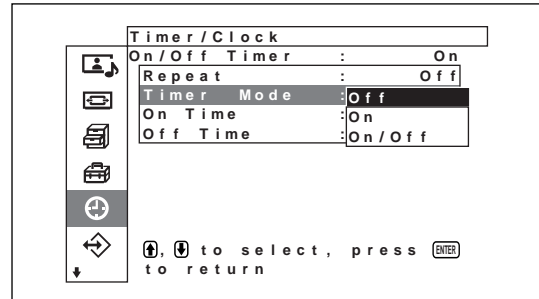 Timer/Clock
On/Off Timer : On
Repeat : Off
Timer Mode : Off
On Time : On
Off Time : On/Off
, to select, press ENTER
to return